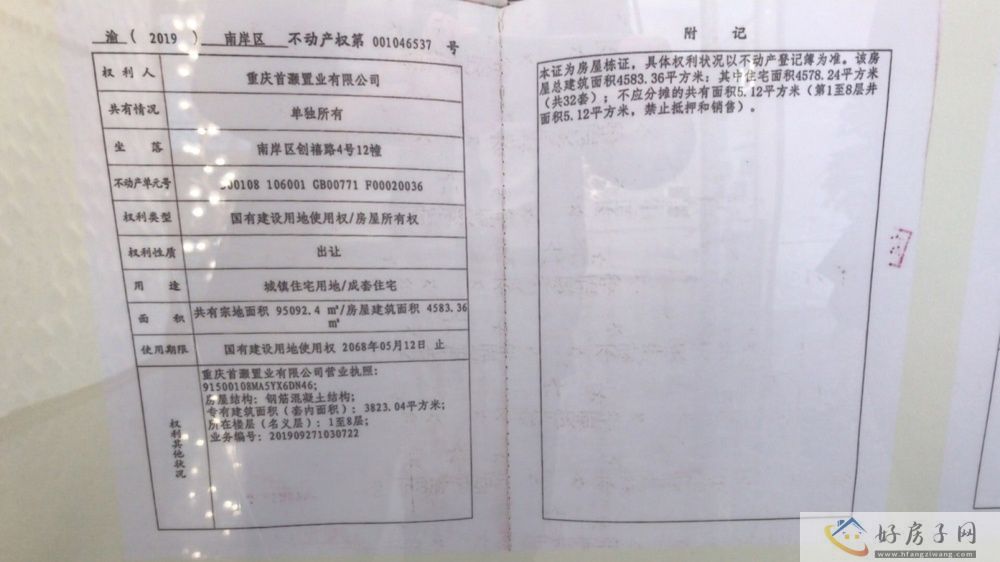 渝( 2019 ) 南岸区 不动产权第 001046537 号
权利人 重庆首灏置业有限公司
共有情况 单独所有
坐落 南岸区创禧路4号12幢
不动产单元号 500108 106001 GB00771 F00020036
权利类型 国有建设用地使用权/房屋所有权
权利性质 出让
用途 城镇住宅用地/成套住宅
面积 共有宗地面积 95092.4 ㎡/房屋建筑面积 4583.36
㎡
使用期限 国有建设用地使用权 2068年05月12日 止
权利其他状况
重庆首灏置业有限公司营业执照:
91500108MA5YX6DN46;
房屋结构: 钢筋混凝土结构;
专有建筑面积(套内面积): 3823.04平方米;
所在楼层(名义层): 1至8层;
业务编号: 201909271030722
附记
本证为房屋栋证,具体权利状况以不动产登记簿为准。该房
屋总建筑面积4583.36平方米;其中住宅面积4578.24平方米
(共32套);不应分摊的共有面积5.12平方米(第1至8层井
面积5.12平方米,禁止抵押和销售)。
好房子网
www.hfangziwang.com